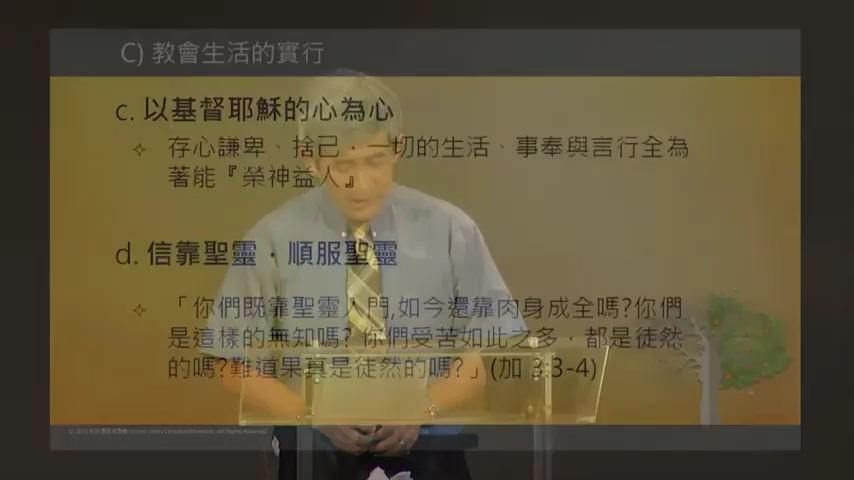 C) 教會生活的實行
c. 以基督耶穌的心為心
存心謙卑、捨己，一切的生活、事奉與言行全為
著能『榮神益人』
d. 信靠聖靈，順服聖靈
「你們既靠聖靈入門,如今還靠肉身成全嗎?你們
是這樣的無知嗎? 你們受苦如此之多，都是徒然
的嗎?難道果真是徒然的嗎?」(加 3:3-4)